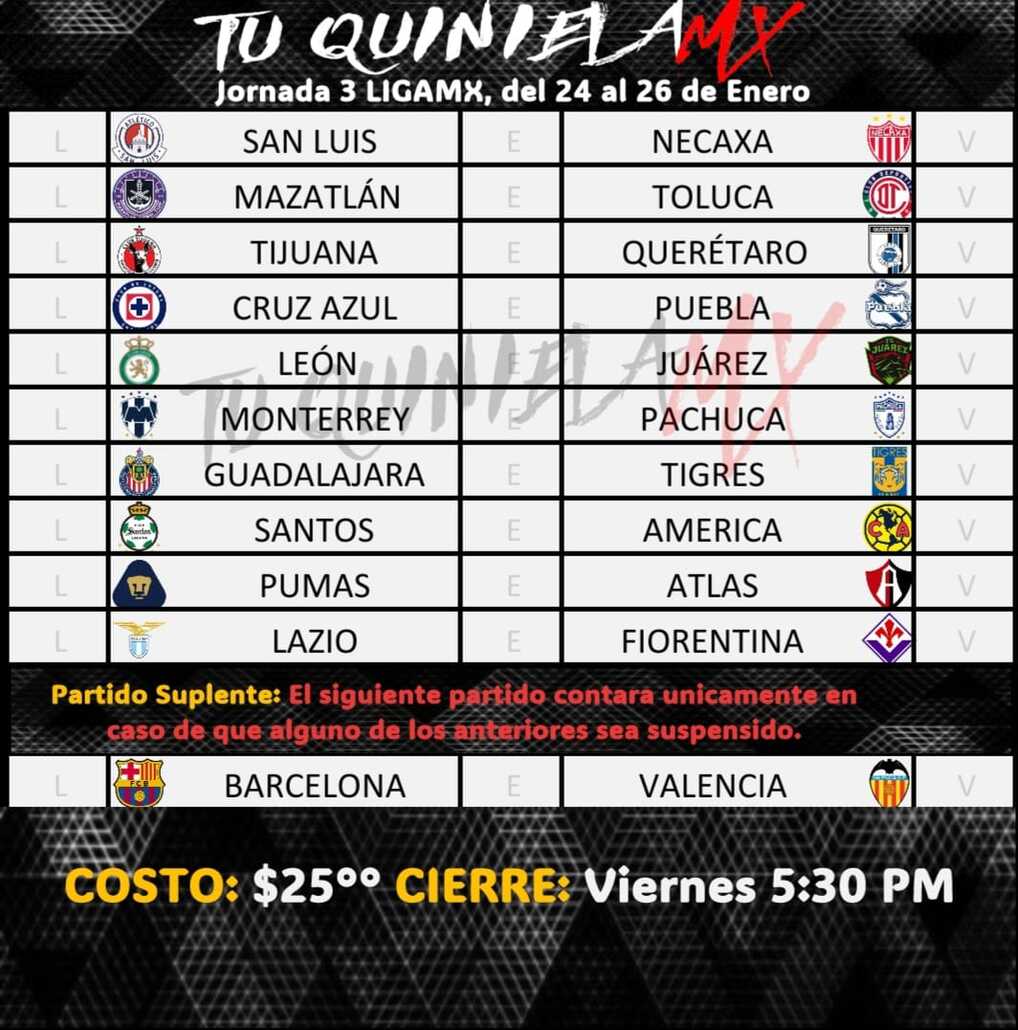 TU QUINIELAMX
Jornada 3 LIGAMX, del 24 al 26 de Enero
L SAN LUIS E NECAXA V
L MAZATLÁN E TOLUCA V
L TIJUANA E QUERÉTARO V
L CRUZ AZUL E PUEBLA V
L LEÓN E JUÁREZ V
L MONTERREY E PACHUCA V
L GUADALAJARA E TIGRES V
L SANTOS E AMERICA V
L PUMAS E ATLAS V
L LAZIO E FIORENTINA V
TU QUINIELAMX
Partido Suplente: El siguiente partido contara unicamente en
caso de que alguno de los anteriores sea suspendido.
L BARCELONA E VALENCIA V
COSTO: $25°° CIERRE: Viernes 5:30 PM